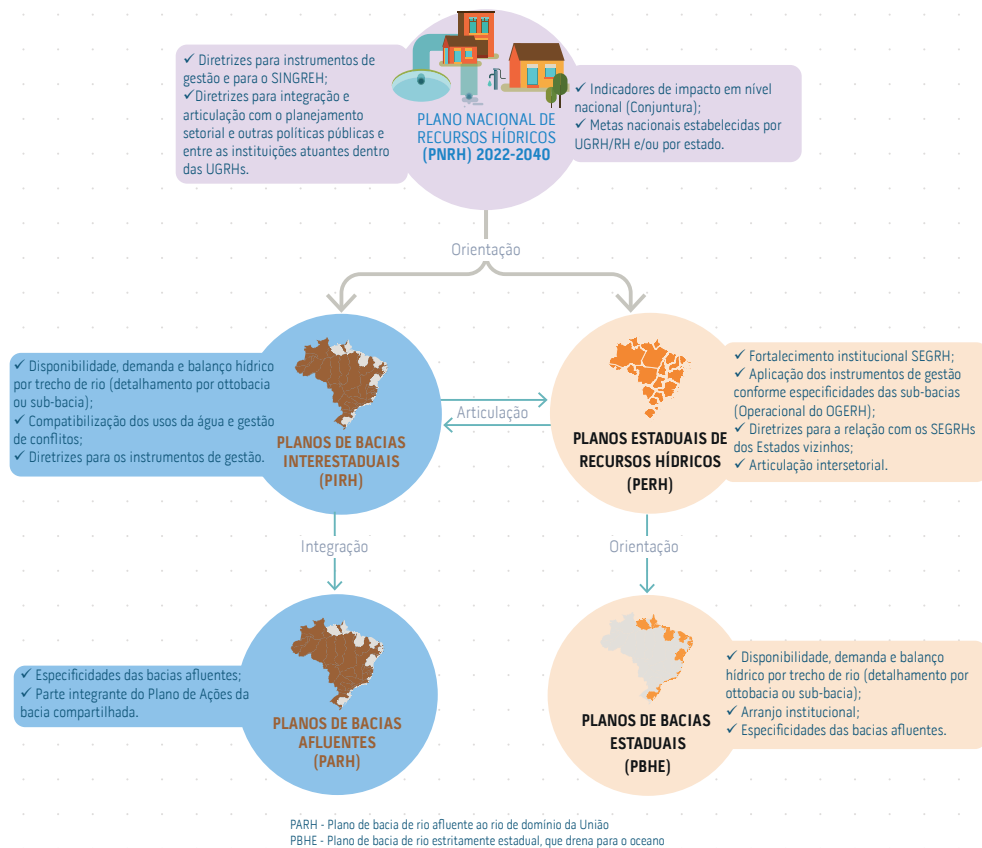 ✓ Diretrizes para instrumentos de
gestão e para o SINGREH;
✓Diretrizes para integração e
articulação com o planejamento
setorial e outras políticas públicas e
entre as instituições atuantes dentro
das UGRHs.
PLANO NACIONAL DE
RECURSOS HÍDRICOS
(PNRH) 2022-2040
✓ Indicadores de impacto em nível
nacional (Conjuntura);
✓ Metas nacionais estabelecidas por
UGRH/RH e/ou por estado.
Orientação
✓ Disponibilidade, demanda e balanço hídrico
por trecho de rio (detalhamento por ottobacia
ou sub-bacia);
✓ Compatibilização dos usos da água e gestão
de conflitos;
✓ Diretrizes para os instrumentos de gestão.
PLANOS DE BACIAS
INTERESTADUAIS
(PIRH)
Articulação
PLANOS ESTADUAIS DE
RECURSOS HÍDRICOS
(PERH)
✓ Fortalecimento institucional SEGRH;
✓ Aplicação dos instrumentos de gestão
conforme especificidades das sub-bacias
(Operacional do OGERH);
✓ Diretrizes para a relação com os SEGRHs
dos Estados vizinhos;
✓ Articulação intersetorial.
Integração
Orientação
✓ Especificidades das bacias afluentes;
✓ Parte integrante do Plano de Ações da
bacia compartilhada.
PLANOS DE BACIAS
AFLUENTES
(PARH)
PLANOS DE BACIAS
ESTADUAIS
(PBHE)
✓ Disponibilidade, demanda e balanço
hídrico por trecho de rio (detalhamento por
ottobacia ou sub-bacia);
✓ Arranjo institucional;
✓ Especificidades das bacias afluentes.
PARH - Plano de bacia de rio afluente ao rio de domínio da União
PBHE - Plano de bacia de rio estritamente estadual, que drena para o oceano